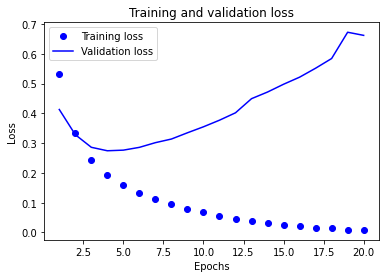 Training and validation loss
Training loss
Validation loss
Loss
0.7
0.6
0.5
0.4
0.3
0.2
0.1
0.0
2.5 5.0 7.5 10.0 12.5 15.0 17.5 20.0
Epochs